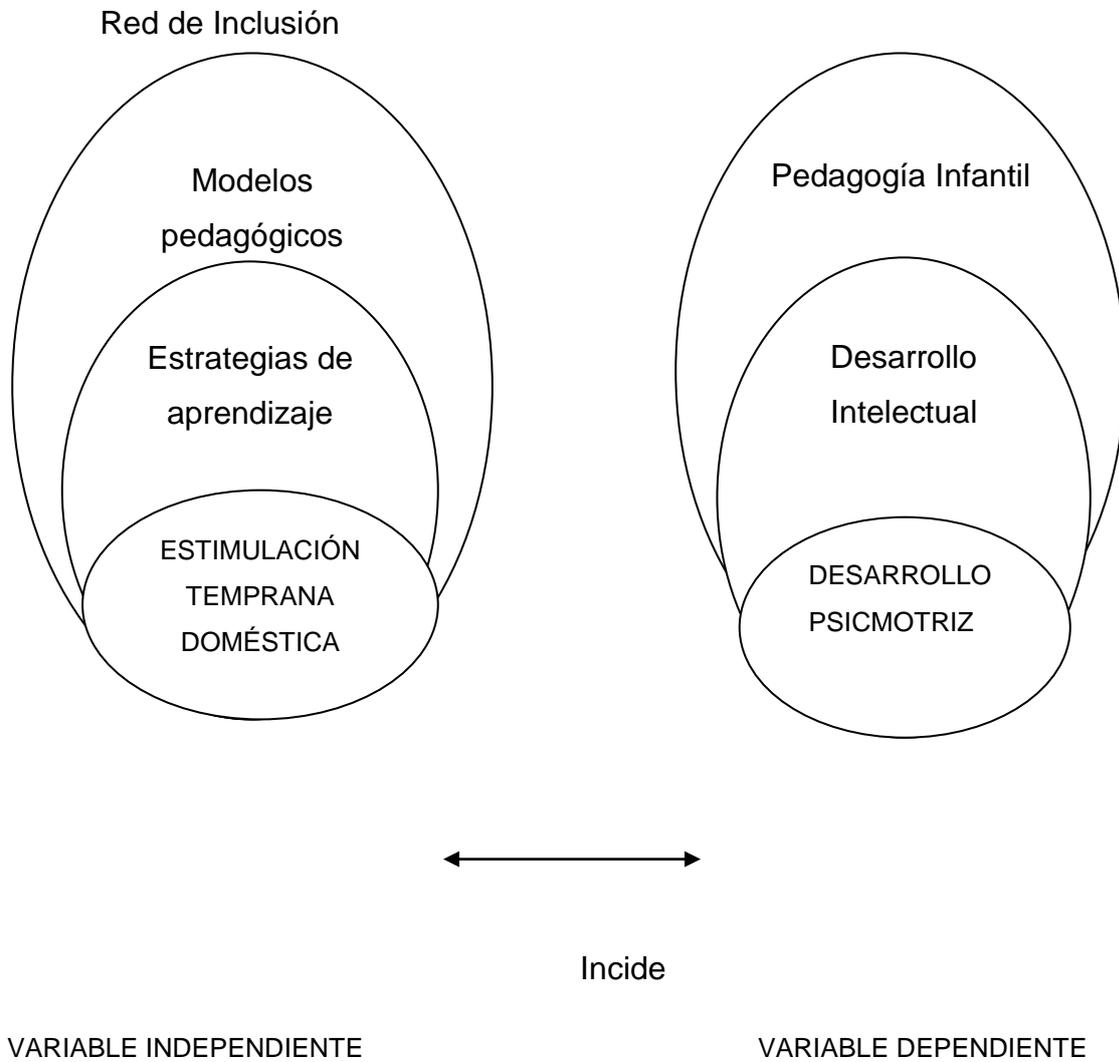 Red de Inclusión
Modelos
pedagógicos
Estrategias de
aprendizaje
ESTIMULACIÓN
TEMPRANA
DOMÉSTICA
Pedagogía Infantil
Desarrollo
Intelectual
DESARROLLO
PSICMOTRIZ
Incide
VARIABLE INDEPENDIENTE
VARIABLE DEPENDIENTE